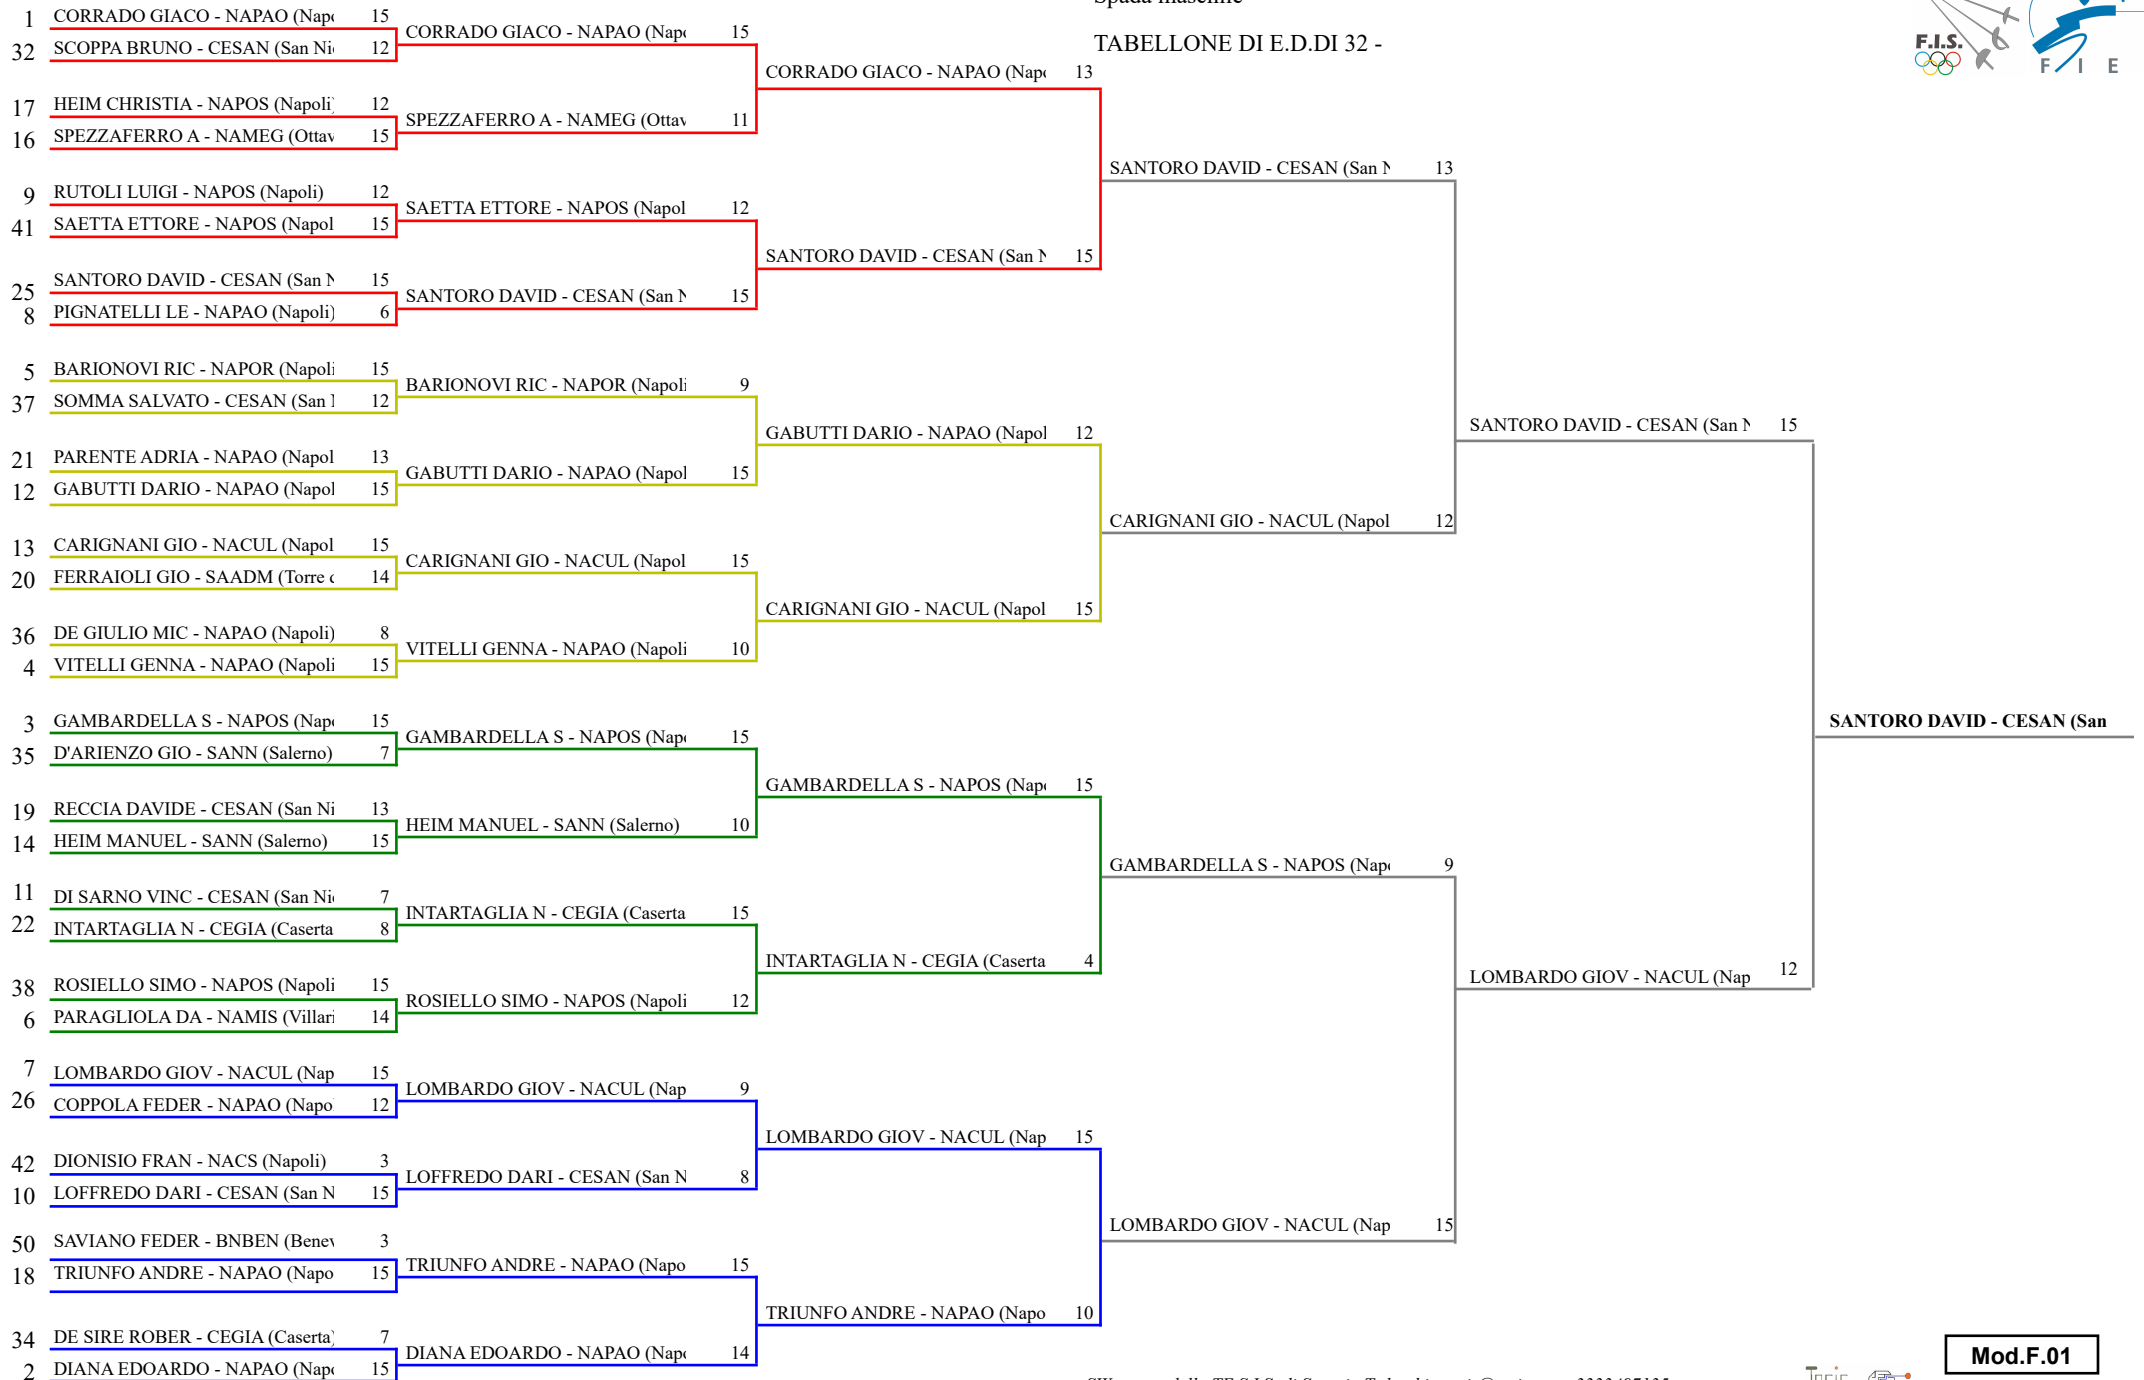 Spada maschile
TABELLONE DI E.D.DI 32 -
F.I.S.
F I E
1 CORRADO GIACO - NAPAO (Napo 15
32 SCOPPA BRUNO - CESAN (San Ni 12
17 HEIM CHRISTIA - NAPOS (Napoli) 12
16 SPEZZAFERRO A - NAMEG (Ottav 15
9 RUTOLI LUIGI - NAPOS (Napoli) 12
41 SAETTA ETTORE - NAPOS (Napol 15
25 SANTORO DAVID - CESAN (San N 15
8 PIGNATELLI LE - NAPAO (Napoli) 6
5 BARIONOVI RIC - NAPOR (Napoli 15
37 SOMMA SALVATO - CESAN (San 12
21 PARENTE ADRIA - NAPAO (Napol 13
12 GABUTTI DARIO - NAPAO (Napol 15
13 CARIGNANI GIO - NACUL (Napol 15
20 FERRAIOLI GIO - SAADM (Torre 14
36 DE GIULIO MIC - NAPAO (Napoli) 8
4 VITELLI GENNA - NAPAO (Napoli 15
3 GAMBARDELLA S - NAPOS (Napo 15
35 D'ARIENZO GIO - SANN (Salerno) 7
19 RECCIA DAVIDE - CESAN (San Ni 13
14 HEIM MANUEL - SANN (Salerno) 15
11 DI SARNO VINC - CESAN (San Ni 7
22 INTARTAGLIA N - CEGIA (Caserta 8
38 ROSIELLO SIMO - NAPOS (Napoli 15
6 PARAGLIOLA DA - NAMIS (Villari 14
7 LOMBARDO GIOV - NACUL (Nap 15
26 COPPOLA FEDER - NAPAO (Napo 12
42 DIONISIO FRAN - NACS (Napoli) 3
10 LOFFREDO DARI - CESAN (San N 15
50 SAVIANO FEDER - BNBEN (Benev 3
18 TRIUNFO ANDRE - NAPAO (Napo 15
34 DE SIRE ROBER - CEGIA (Caserta) 7
2 DIANA EDOARDO - NAPAO (Napo 15
CORRADO GIACO - NAPAO (Napo 15
SPEZZAFERRO A - NAMEG (Ottav 11
SAETTA ETTORE - NAPOS (Napol 12
SANTORO DAVID - CESAN (San N 15
BARIONOVI RIC - NAPOR (Napoli 9
GABUTTI DARIO - NAPAO (Napol 15
CARIGNANI GIO - NACUL (Napol 15
VITELLI GENNA - NAPAO (Napoli 10
GAMBARDELLA S - NAPOS (Napo 15
HEIM MANUEL - SANN (Salerno) 10
INTARTAGLIA N - CEGIA (Caserta 15
ROSIELLO SIMO - NAPOS (Napoli 12
LOMBARDO GIOV - NACUL (Nap 9
LOFFREDO DARI - CESAN (San N 8
TRIUNFO ANDRE - NAPAO (Napo 15
DIANA EDOARDO - NAPAO (Napo 14
CORRADO GIACO - NAPAO (Napo 13
SANTORO DAVID - CESAN (San N 15
GABUTTI DARIO - NAPAO (Napol 12
CARIGNANI GIO - NACUL (Napol 15
GAMBARDELLA S - NAPOS (Napo 15
INTARTAGLIA N - CEGIA (Caserta 4
LOMBARDO GIOV - NACUL (Nap 15
TRIUNFO ANDRE - NAPAO (Napo 10
SANTORO DAVID - CESAN (San N 13
CARIGNANI GIO - NACUL (Napol 12
GAMBARDELLA S - NAPOS (Napo 9
LOMBARDO GIOV - NACUL (Nap 15
SANTORO DAVID - CESAN (San N 15
LOMBARDO GIOV - NACUL (Nap 12
SANTORO DAVID - CESAN (San
Mod.F.01